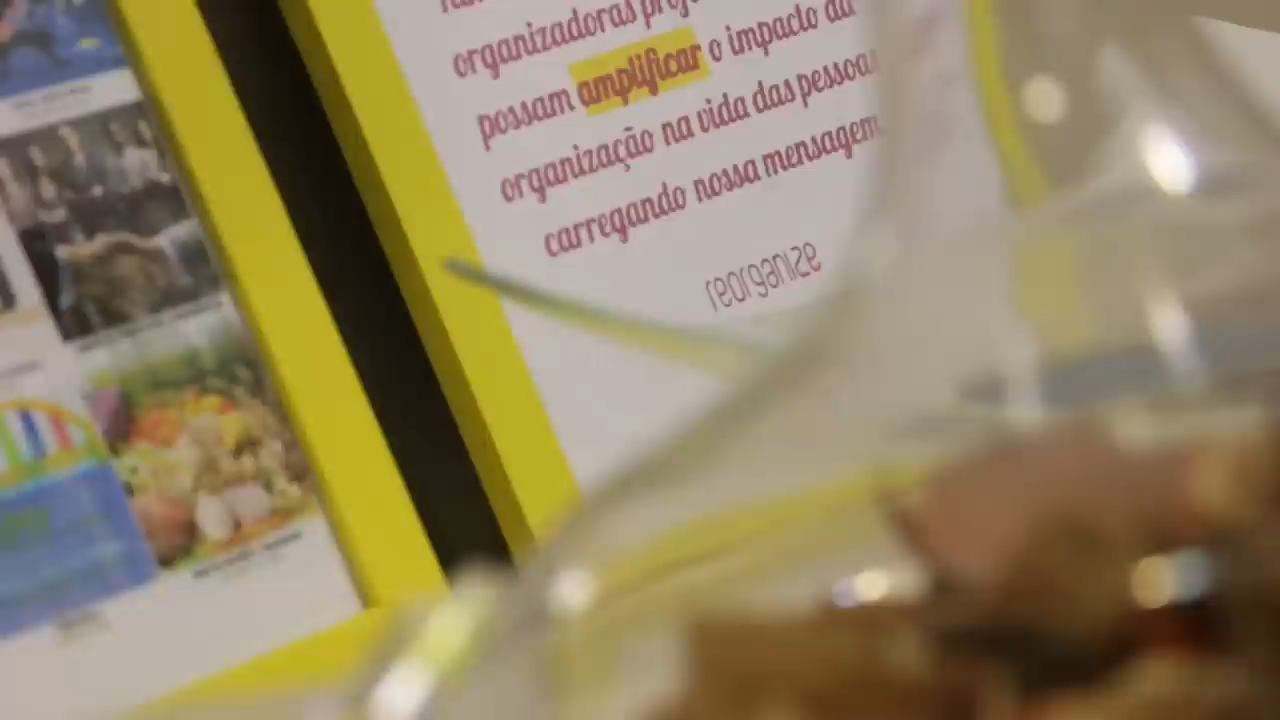 organizadoras
possam amplificar o impacto da
organização na vida das pessoas
carregando nossa mensagem
reorganize